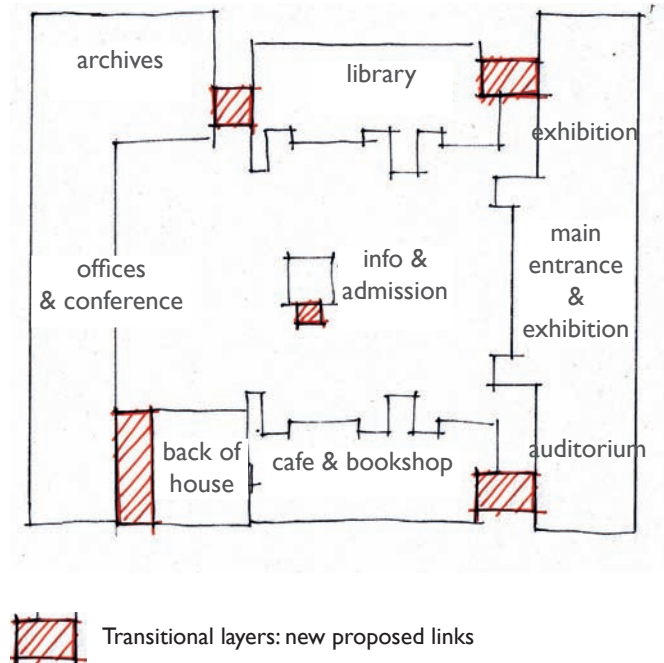 archives
library
exhibition
offices
& conference
info &
admission
main
entrance
&
exhibition
back of
house
cafe & bookshop
auditorium
Transitional layers: new proposed links